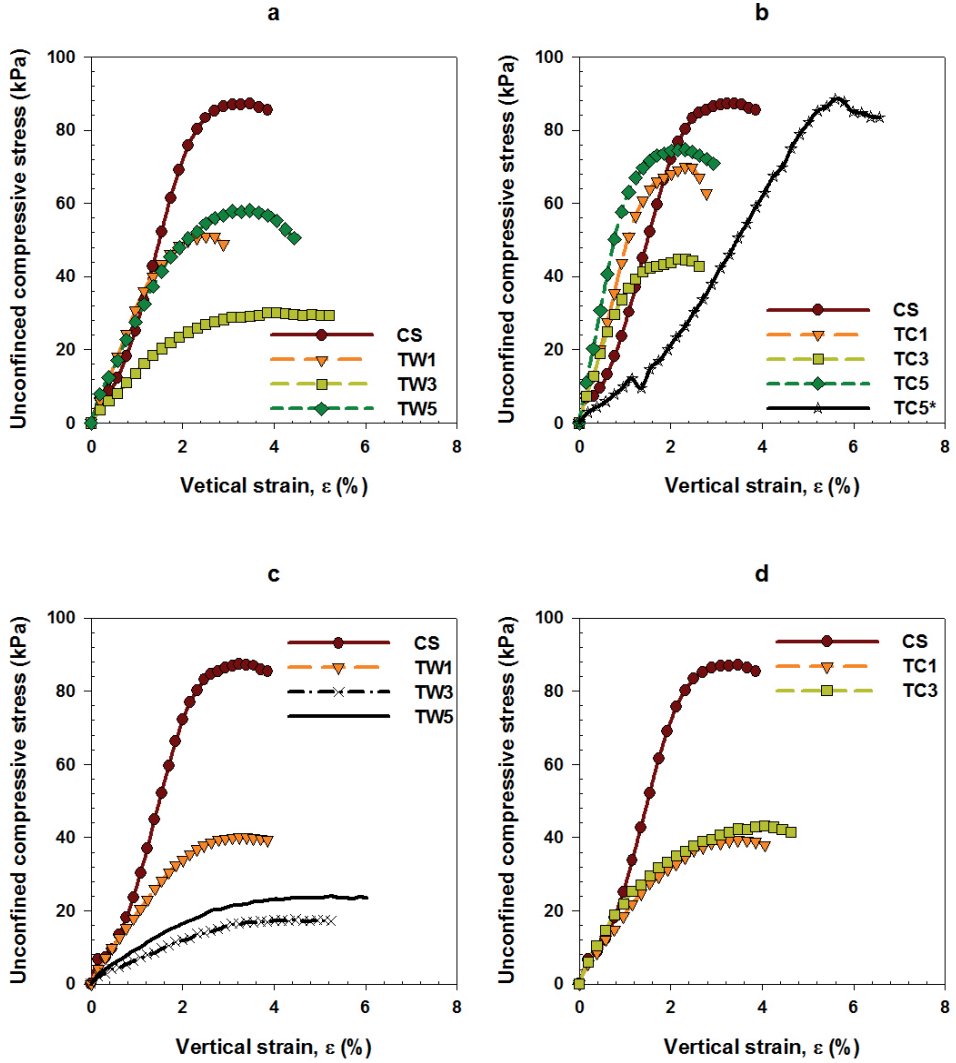 a
Unconfinced compressive stress (kPa)
100
80
60
40
20
0
0 2 4 6 8
Vetical strain, ε (%)
CS
TW1
TW3
TW5
b
Unconfined compressive stress (kPa)
100
80
60
40
20
0
0 2 4 6 8
Vertical strain, ε (%)
CS
TC1
TC3
TC5
TC5*
c
Unconfined compressive stress (kPa)
100
80
60
40
20
0
0 2 4 6 8
Vertical strain, ε (%)
CS
TW1
TW3
TW5
d
Unconfined compressive stress (kPa)
100
80
60
40
20
0
0 2 4 6 8
Vertical strain, ε (%)
CS
TC1
TC3